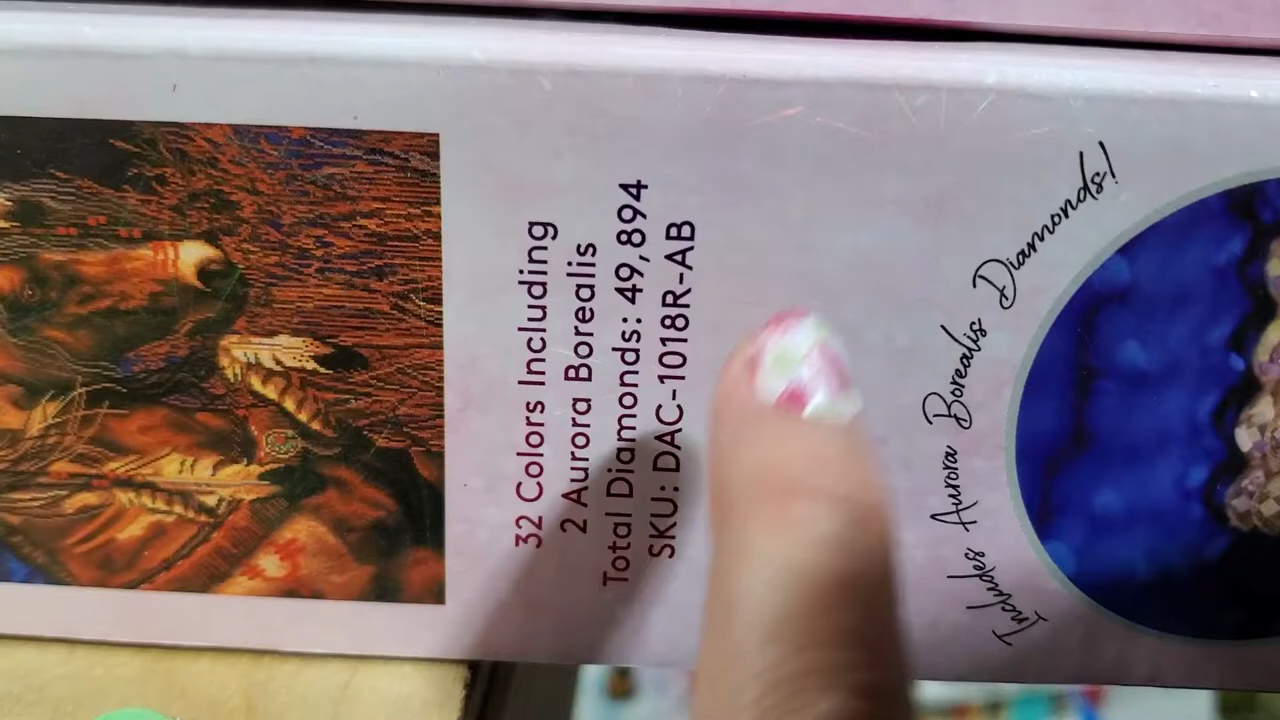 32 Colors Including
2 Aurora Borealis
Total Diamonds: 49,894
SKU: DAC-1018R-AB
Includes Aurora Borealis Diamonds!